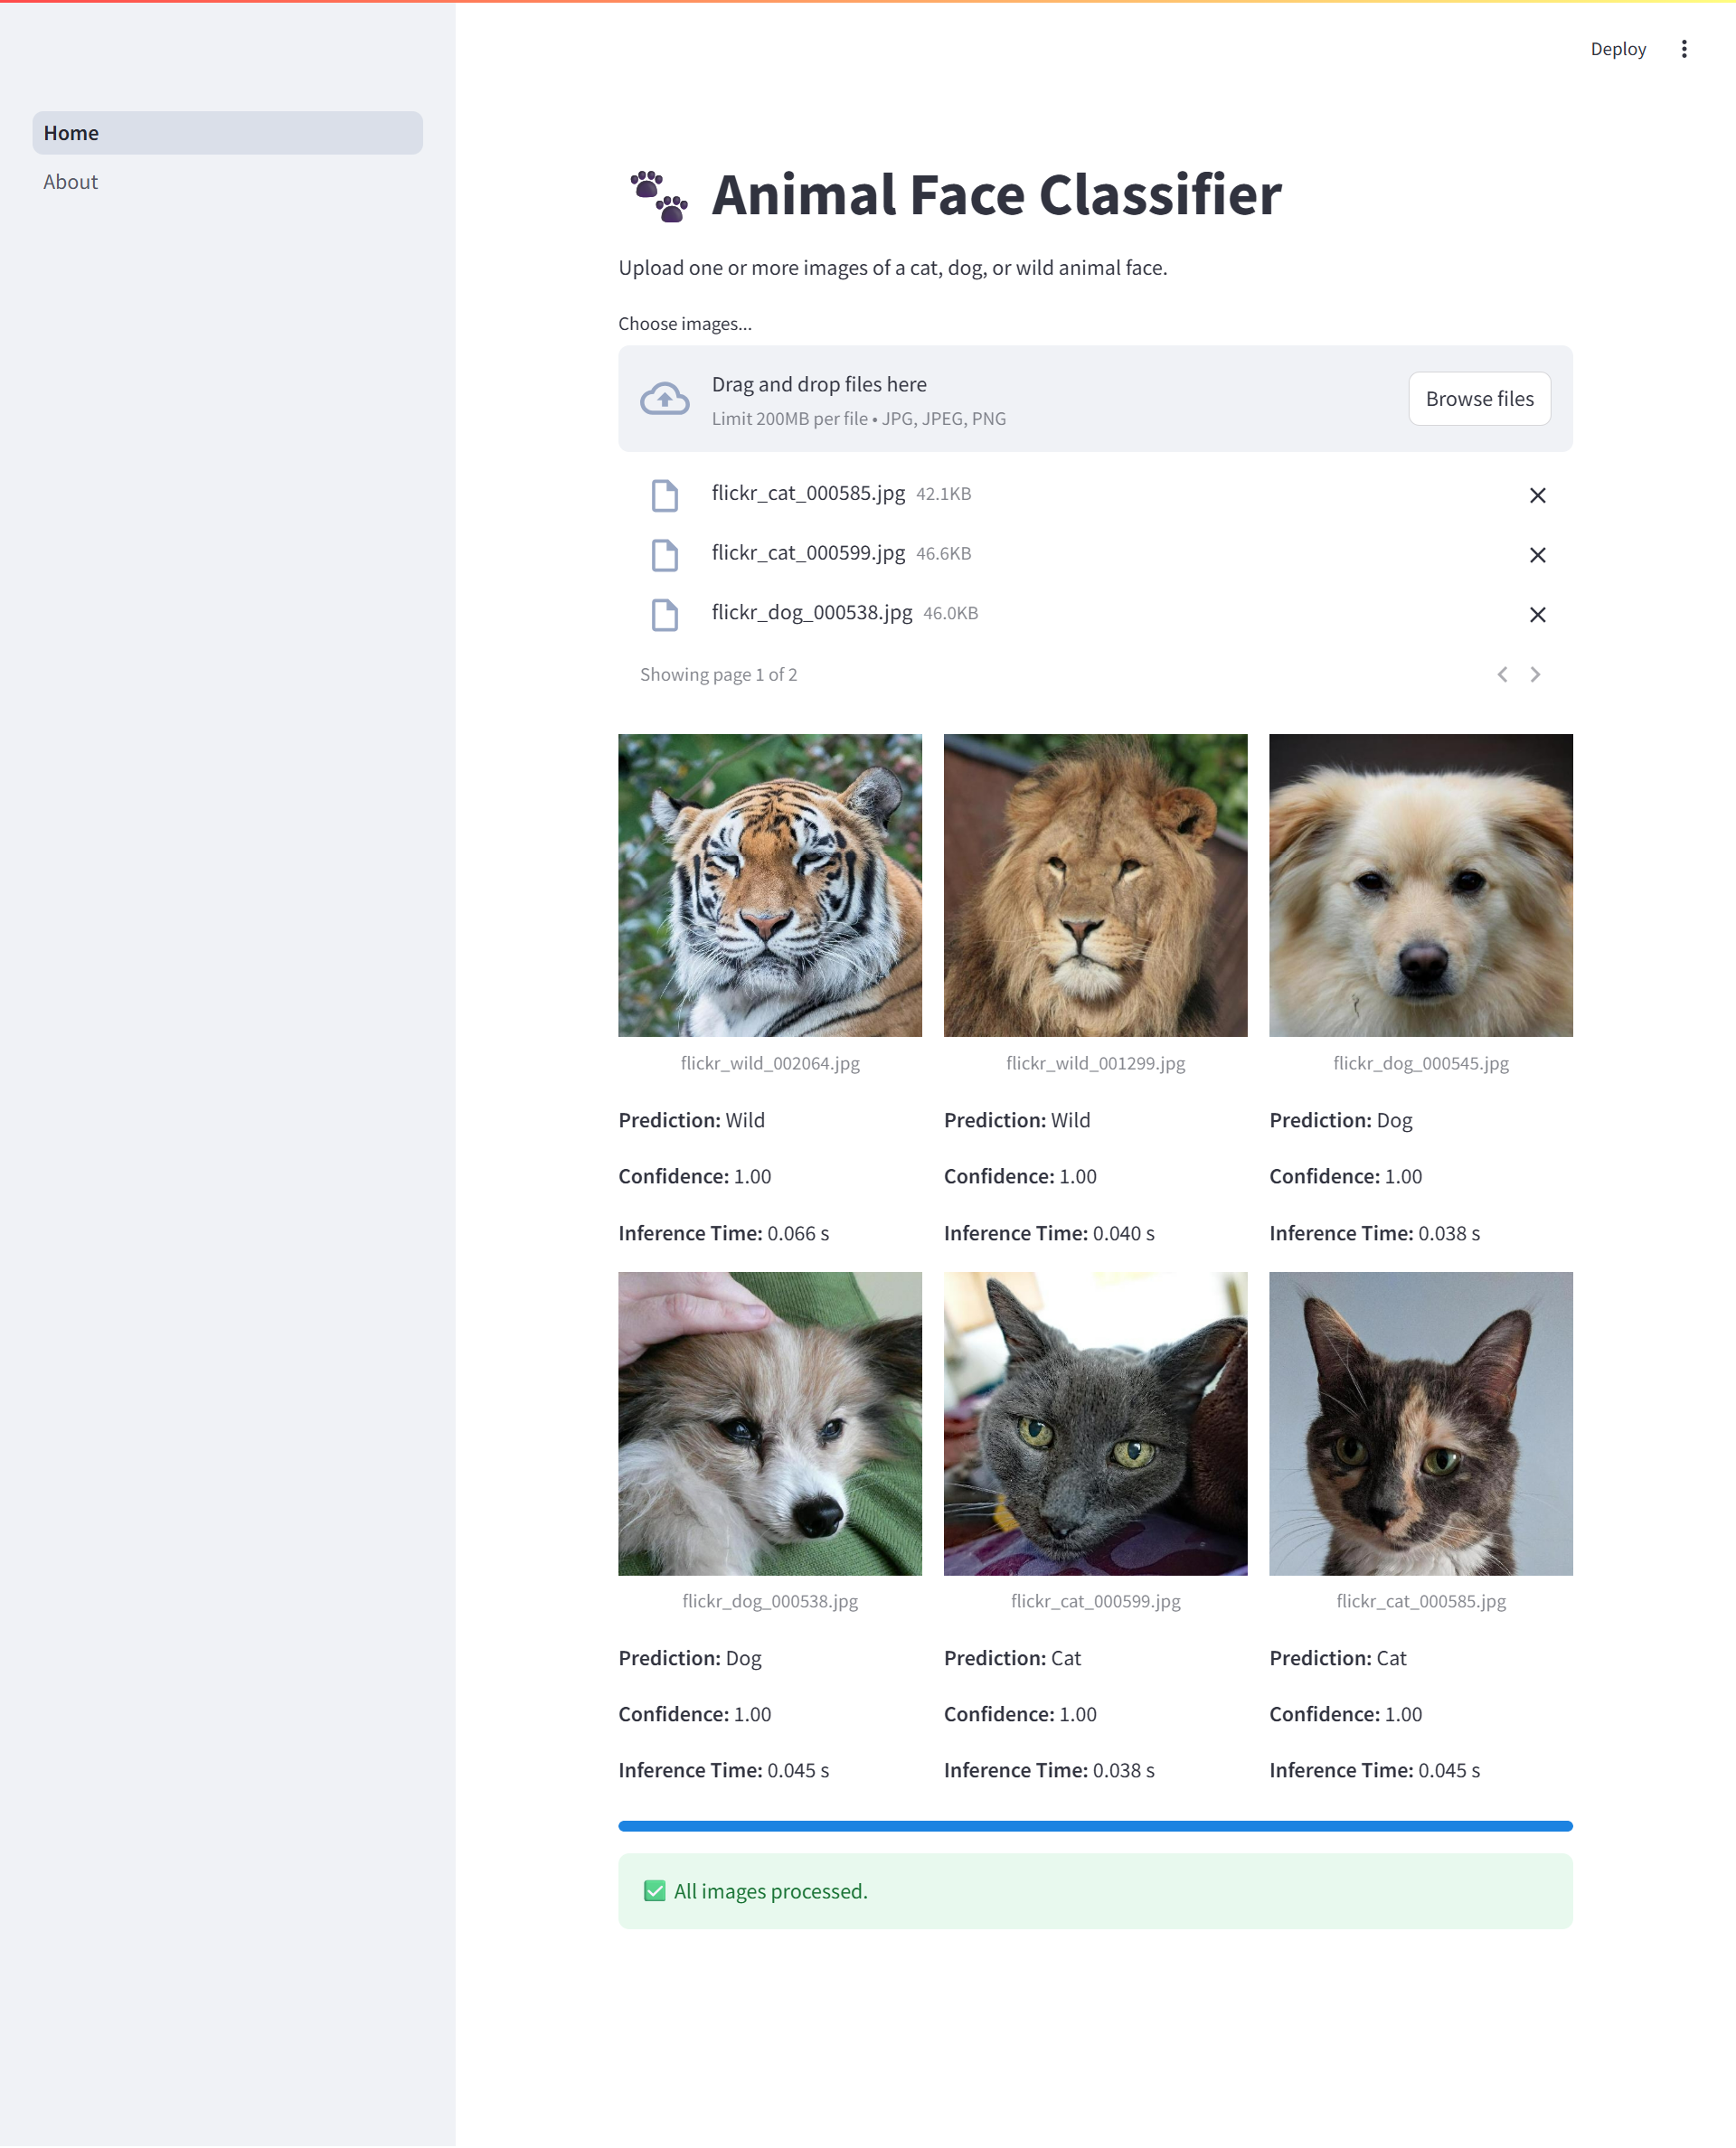 Deploy
Home
About
Animal Face Classifier
Upload one or more images of a cat, dog, or wild animal face.
Choose images...
Drag and drop files here
Limit 200MB per file • JPG, JPEG, PNG
Browse files
flickr_cat_000585.jpg 42.1KB
flickr_cat_000599.jpg 46.6KB
flickr_dog_000538.jpg 46.0KB
Showing page 1 of 2
flickr_wild_002064.jpg
Prediction: Wild
Confidence: 1.00
Inference Time: 0.066 s
flickr_wild_001299.jpg
Prediction: Wild
Confidence: 1.00
Inference Time: 0.040 s
flickr_dog_000545.jpg
Prediction: Dog
Confidence: 1.00
Inference Time: 0.038 s
flickr_dog_000538.jpg
Prediction: Dog
Confidence: 1.00
Inference Time: 0.045 s
flickr_cat_000599.jpg
Prediction: Cat
Confidence: 1.00
Inference Time: 0.038 s
flickr_cat_000585.jpg
Prediction: Cat
Confidence: 1.00
Inference Time: 0.045 s
All images processed.